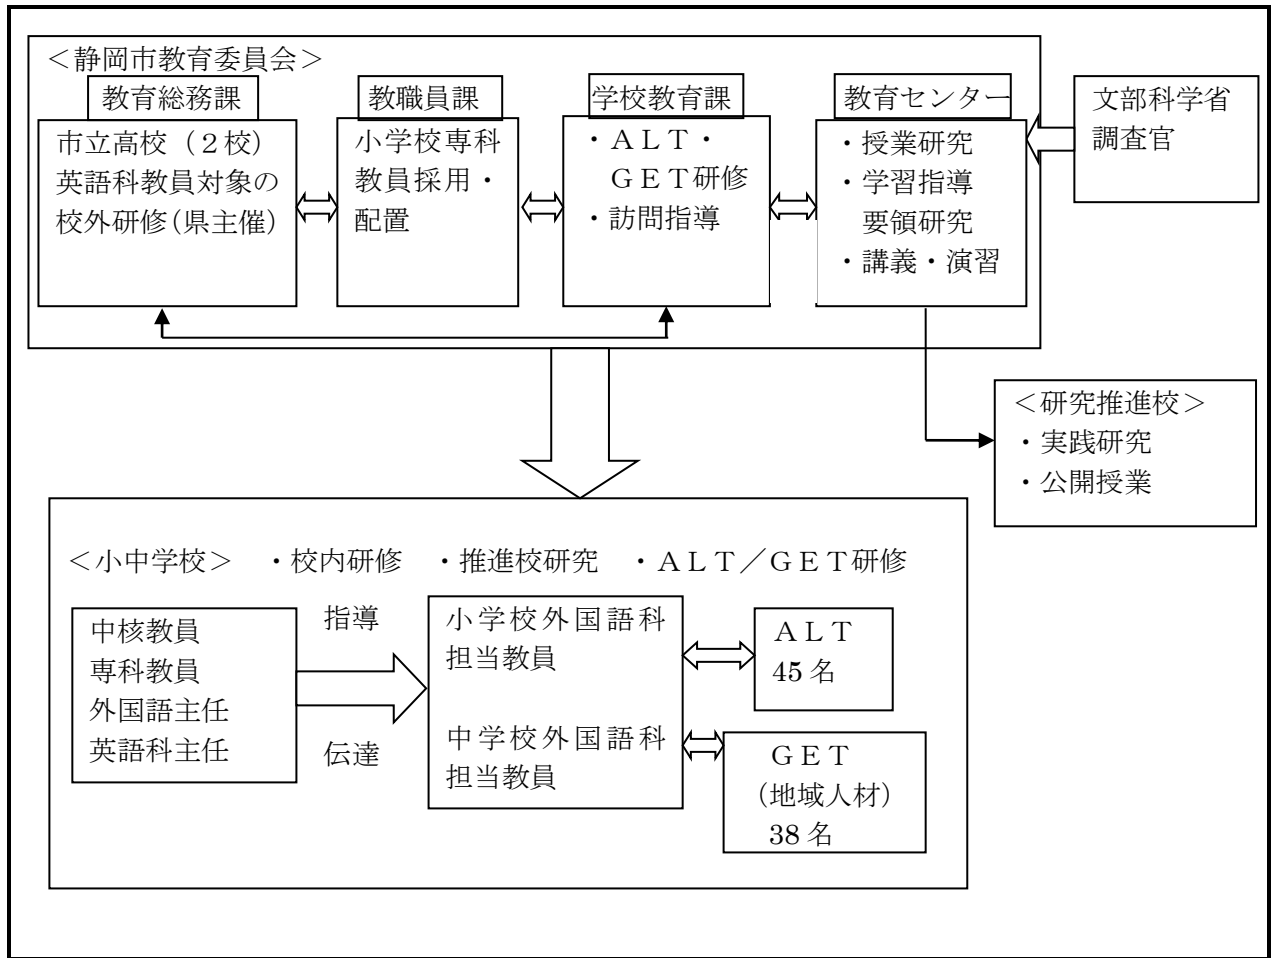 ＜静岡市教育委員会＞
教育総務課
市立高校（２校）
英語科教員対象の
校外研修(県主催)
教職員課
小学校専科
教員採用・
配置
学校教育課
・ＡＬＴ・
ＧＥＴ研修
・訪問指導
教育センター
・授業研究
・学習指導
要領研究
・講義・演習
文部科学省
調査官
＜研究推進校＞
・実践研究
・公開授業
＜小中学校＞　・校内研修　・推進校研究　・ＡＬＴ／ＧＥＴ研修
中核教員
専科教員
外国語主任
英語科主任
指導
伝達
小学校外国語科
担当教員
中学校外国語科
担当教員
ＡＬＴ
45 名
ＧＥＴ
（地域人材）
38 名